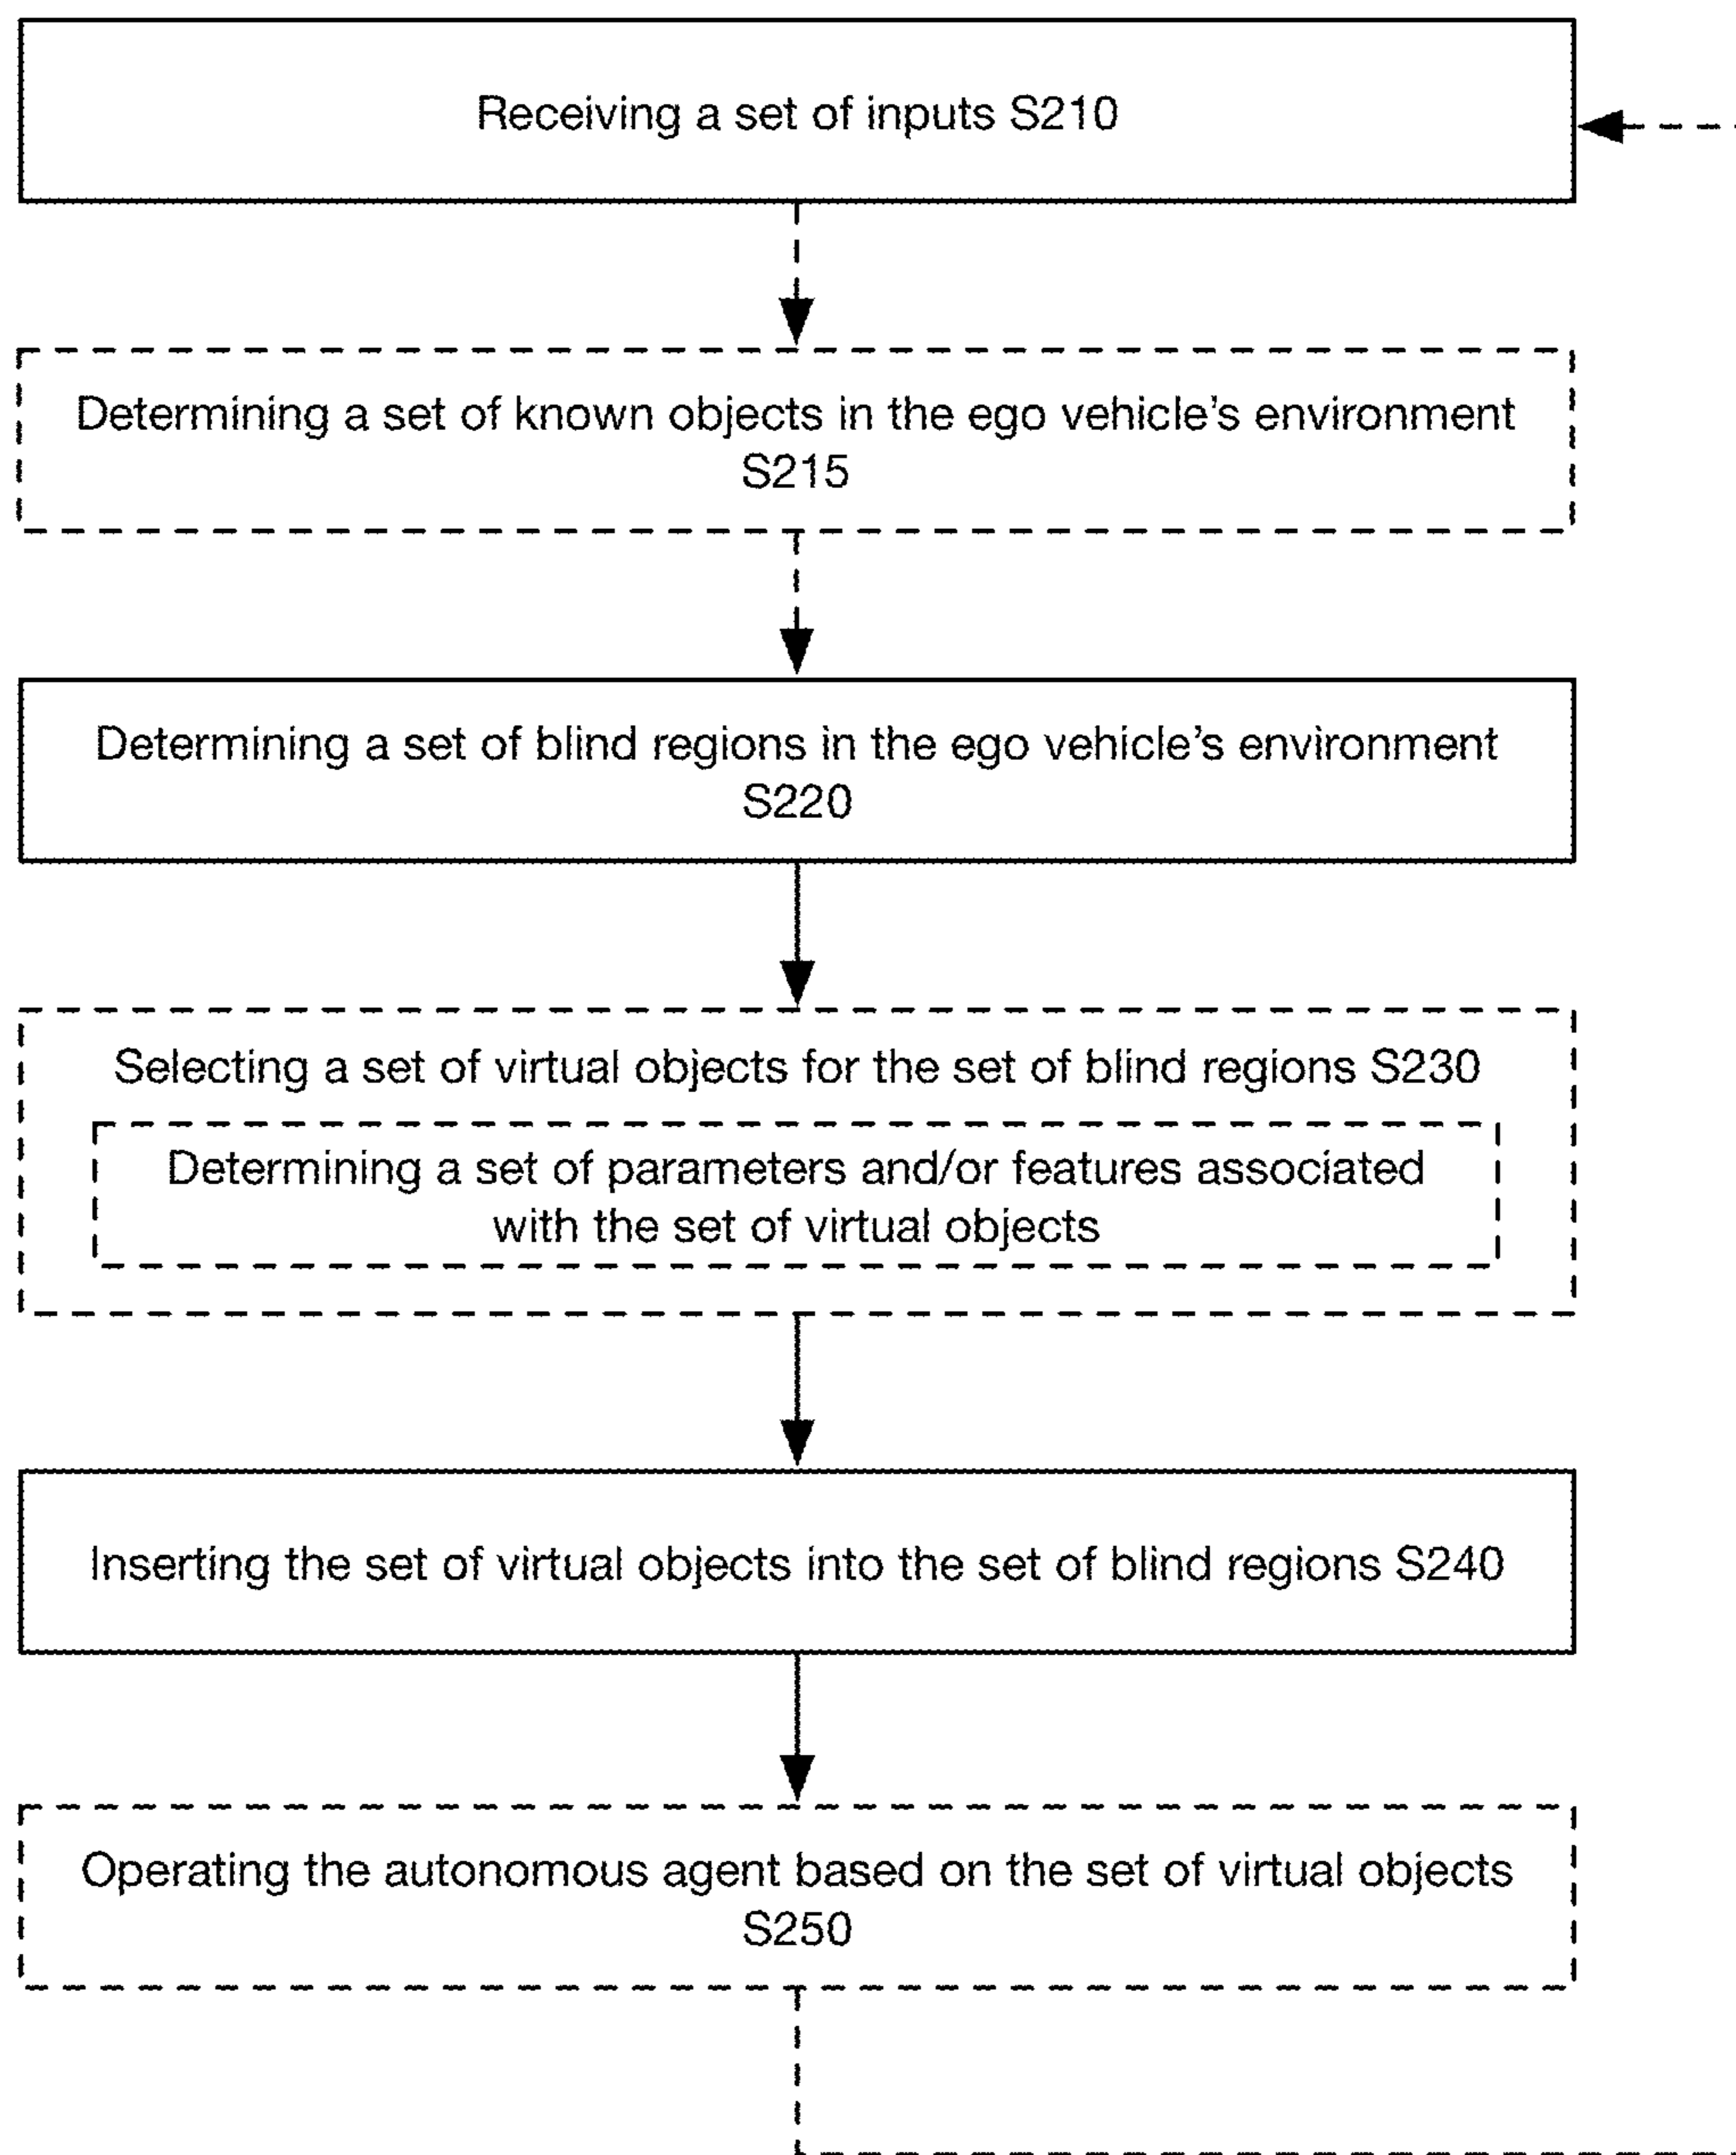 Receiving a set of inputs S210
Determining a set of known objects in the ego vehicle's environment
S215
Determining a set of blind regions in the ego vehicle's environment
S220
Selecting a set of virtual objects for the set of blind regions S230
Determining a set of parameters and/or features associated
with the set of virtual objects
Inserting the set of virtual objects into the set of blind regions S240
Operating the autonomous agent based on the set of virtual objects
S250